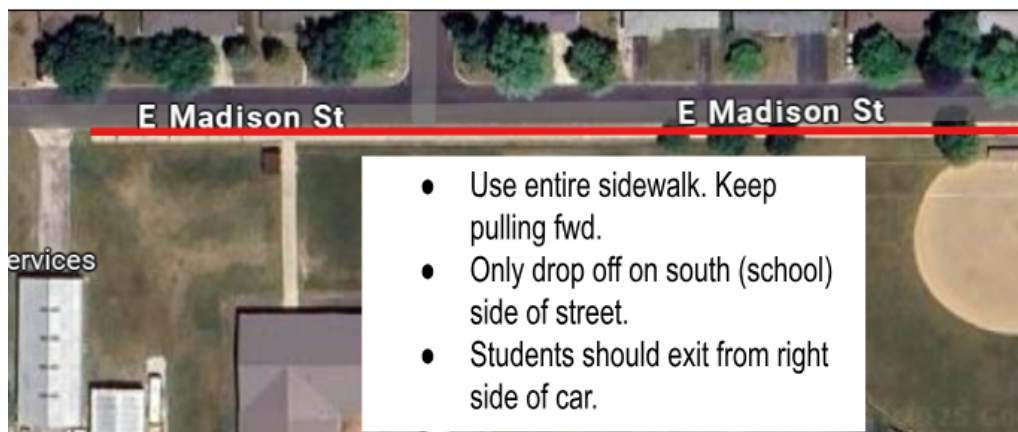 E Madison St
E Madison St
• Use entire sidewalk. Keep
pulling fwd.
• Only drop off on south (school)
side of street.
• Students should exit from right
side of car.
ervices